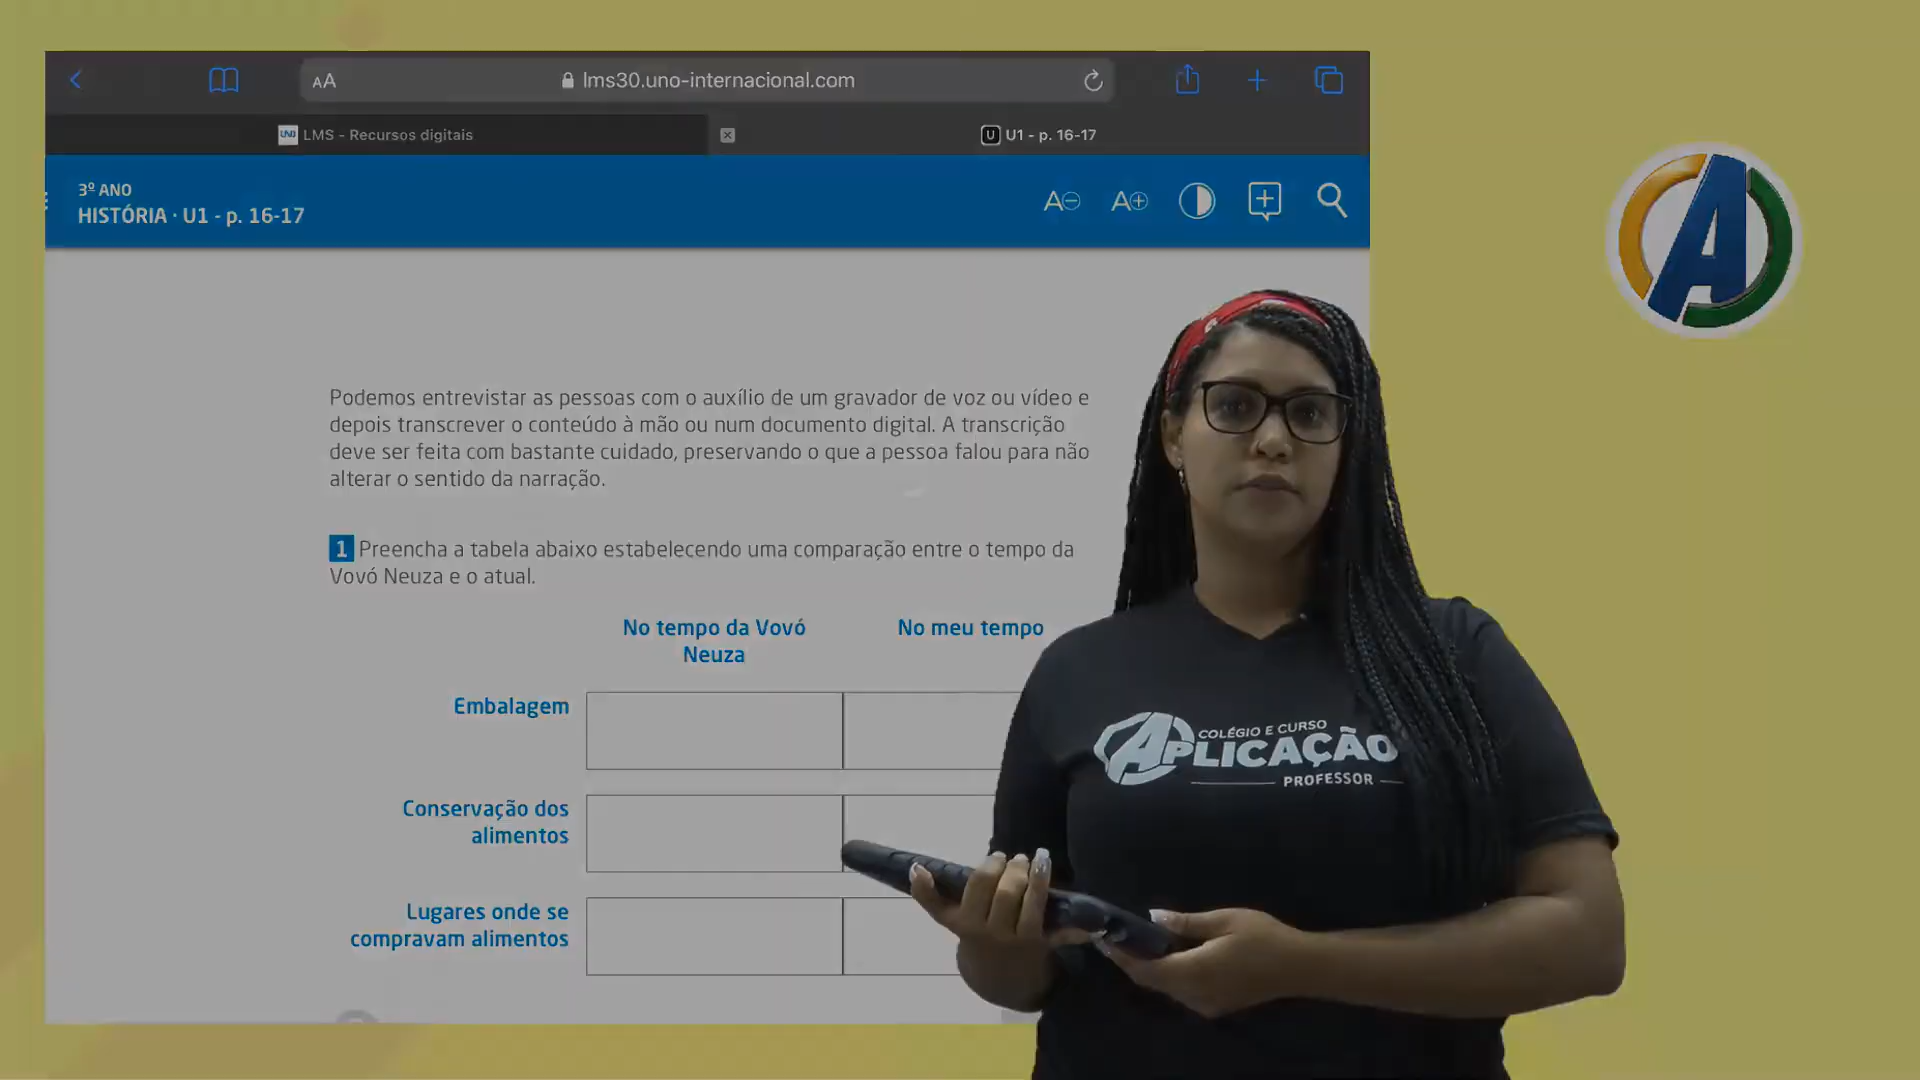 AA
lms30.uno-internacional.com
UNO
LMS - Recursos digitais
U
U1 - p. 16-17
3º ANO
HISTÓRIA · U1 - p. 16-17
A
A
Podemos entrevistar as pessoas com o auxílio de um gravador de voz ou vídeo e
depois transcrever o conteúdo à mão ou num documento digital. A transcrição
deve ser feita com bastante cuidado, preservando o que a pessoa falou para não
alterar o sentido da narração.
1 Preencha a tabela abaixo estabelecendo uma comparação entre o tempo da
Vovó Neuza e o atual.
No tempo da Vovó
Neuza
No meu tempo
Embalagem
Conservação dos
alimentos
Lugares onde se
compravam alimentos
A
COLÉGIO E CURSO
APLICAÇÃO
PROFESSOR